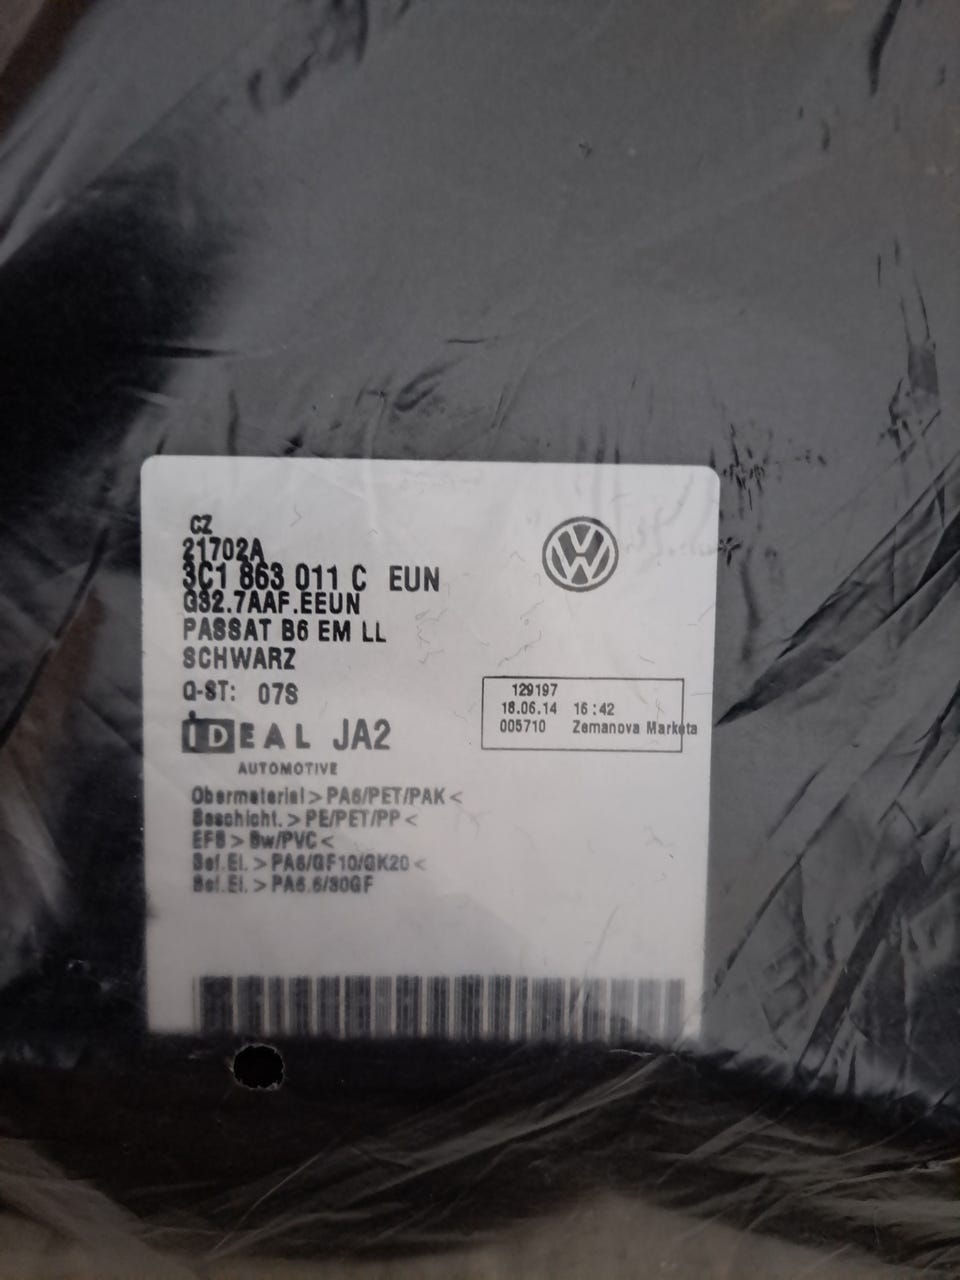 CZ
21702A
3C1 863 011 C EUN
G32.7AAF.EEUN
PASSAT B6 EM LL
SCHWARZ
Q-ST: 07S
129197
18.06.14 16:42
005710 Zemanova Marketa
iDEAL JA2
AUTOMOTIVE
Obermaterial>PA6/PET/PAK<
Beschicht.>PE/PET/PP<
EFB>Bw/PVC<
Bef.El.>PA6/GF10/GK20<
Bef.El.>PA6.6/30GF